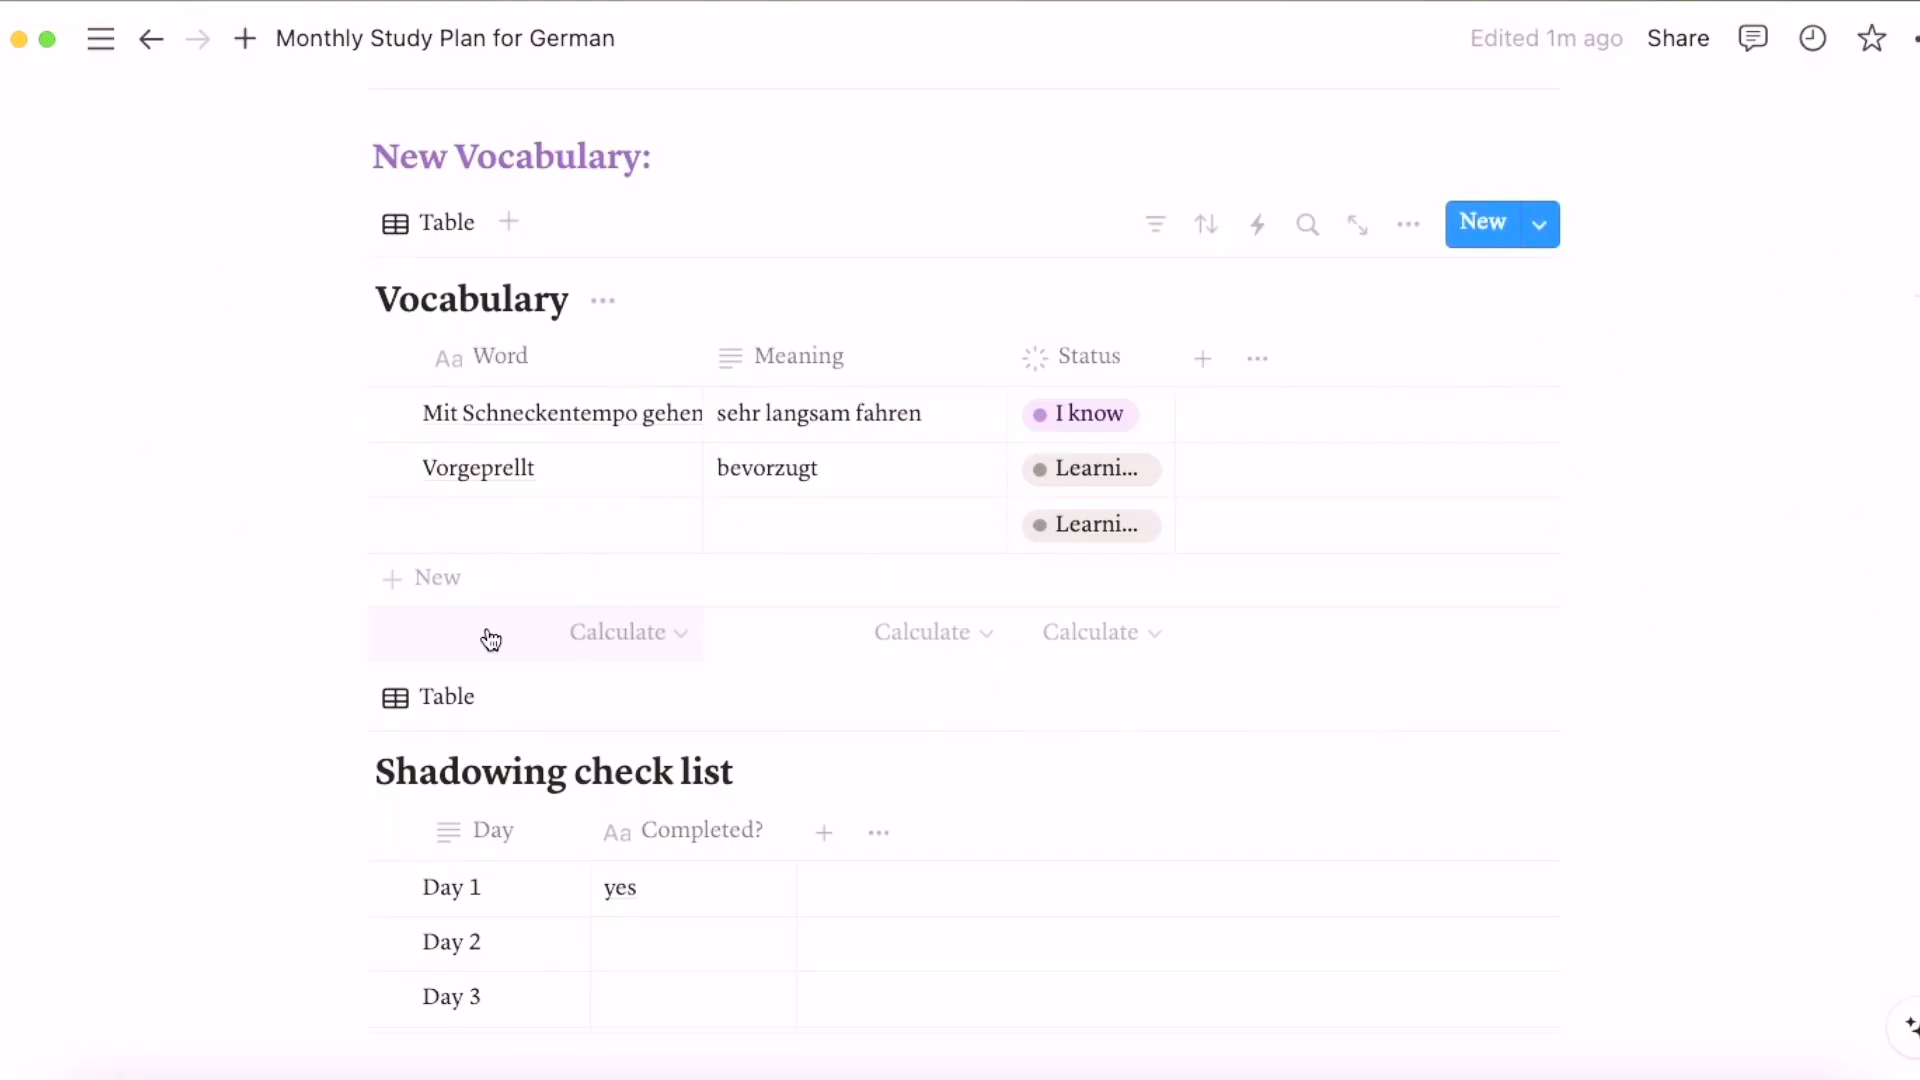 Monthly Study Plan for German
Edited 1m ago Share
New Vocabulary:
Table
New
Vocabulary
Aa Word Meaning Status
Mit Schneckentempo gehen sehr langsam fahren I know
Vorgeprellt bevorzugt Learni...
Learni...
New
Calculate Calculate Calculate
Table
Shadowing check list
Day Aa Completed?
Day 1 yes
Day 2
Day 3